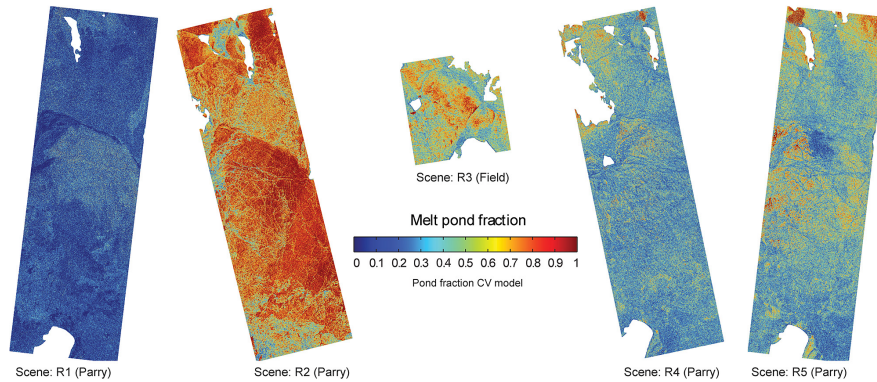 Scene: R3 (Field)
Melt pond fraction
0 0.1 0.2 0.3 0.4 0.5 0.6 0.7 0.8 0.9 1
Pond fraction CV model
Scene: R1 (Parry) Scene: R2 (Parry) Scene: R4 (Parry) Scene: R5 (Parry)